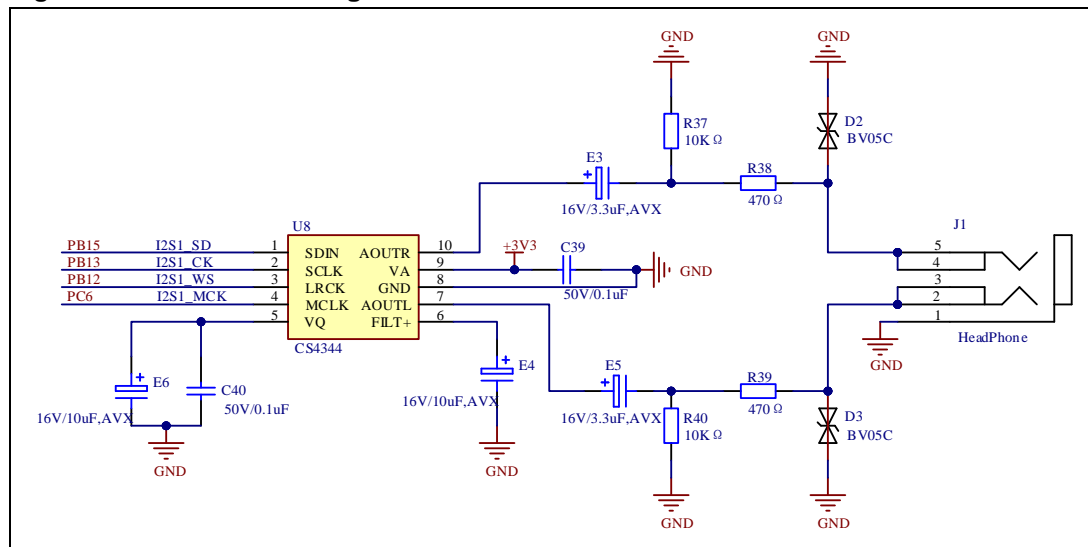 GND
GND
R37
10KΩ
D2
BV05C
E3
16V/3.3uF,AVX
R38
470Ω
U8
J1
PB15 I2S1_SD 1 SDIN AOUTR 10
PB13 I2S1_CK 2 SCLK VA 9
PB12 I2S1_WS 3 LRCK GND 8
PC6 I2S1_MCK 4 MCLK AOUTL 7
5 VQ FILT+ 6
CS4344
+3V3
C39
50V/0.1uF
GND
5
4
3
2
1
HeadPhone
GND
E6
16V/10uF,AVX
C40
50V/0.1uF
GND
E4
16V/10uF,AVX
GND
E5
16V/3.3uF,AVX
R39
470Ω
R40
10KΩ
D3
BV05C
GND
GND